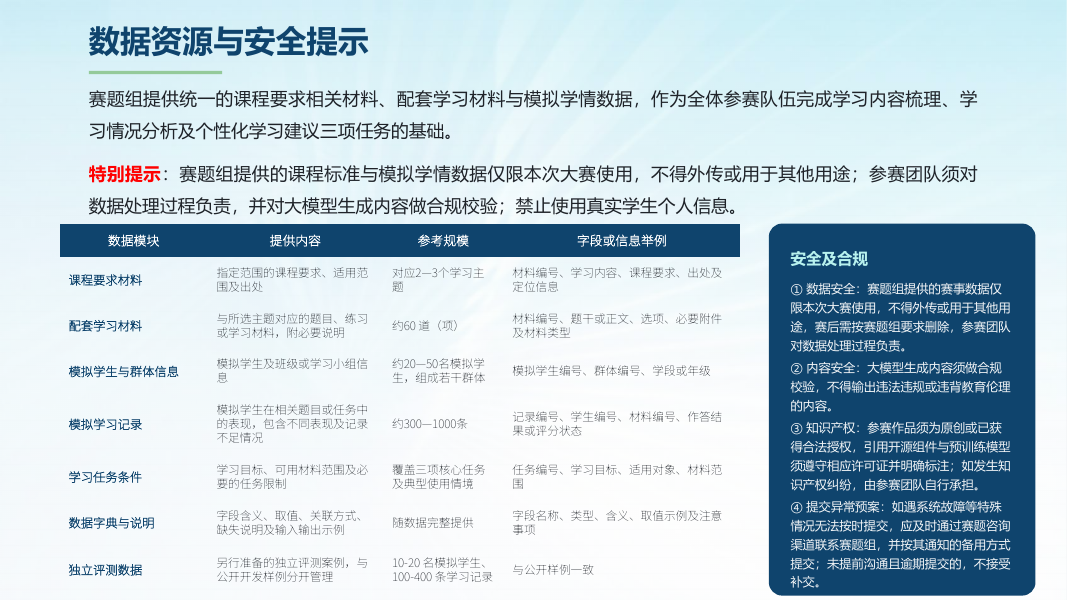 数据资源与安全提示
赛题组提供统一的课程要求相关材料、配套学习材料与模拟学情数据，作为全体参赛队伍完成学习内容梳理、学
习情况分析及个性化学习建议三项任务的基础。
特别提示：赛题组提供的课程标准与模拟学情数据仅限本次大赛使用，不得外传或用于其他用途；参赛团队须对
数据处理过程负责，并对大模型生成内容做合规校验；禁止使用真实学生个人信息。
数据模块 提供内容 参考规模 字段或信息举例
课程要求材料
指定范围的课程要求、适用范
围及出处
对应2—3个学习主
题
材料编号、学习内容、课程要求、出处及
定位信息
配套学习材料
与所选主题对应的题目、练习
或学习材料，附必要说明
约60 道（项）
材料编号、题干或正文、选项、必要附件
及材料类型
模拟学生与群体信息
模拟学生及班级或学习小组信
息
约20—50名模拟学
生，组成若干群体
模拟学生编号、群体编号、学段或年级
模拟学习记录
模拟学生在相关题目或任务中
的表现，包含不同表现及记录
不足情况
约300—1000条
记录编号、学生编号、材料编号、作答结
果或评分状态
学习任务条件
学习目标、可用材料范围及必
要的任务限制
覆盖三项核心任务
及典型使用情境
任务编号、学习目标、适用对象、材料范
围
数据字典与说明
字段含义、取值、关联方式、
缺失说明及输入输出示例
随数据完整提供
字段名称、类型、含义、取值示例及注意
事项
独立评测数据
另行准备的独立评测案例，与
公开开发样例分开管理
10-20 名模拟学生、
100-400 条学习记录
与公开样例一致
安全及合规
① 数据安全：赛题组提供的赛事数据仅
限本次大赛使用，不得外传或用于其他用
途，赛后需按赛题组要求删除，参赛团队
对数据处理过程负责。
② 内容安全：大模型生成内容须做合规
校验，不得输出违法违规或违背教育伦理
的内容。
③ 知识产权：参赛作品须为原创或已获
得合法授权，引用开源组件与预训练模型
须遵守相应许可证并明确标注；如发生知
识产权纠纷，由参赛团队自行承担。
④ 提交异常预案：如遇系统故障等特殊
情况无法按时提交，应及时通过赛题咨询
渠道联系赛题组，并按其通知的备用方式
提交；未提前沟通且逾期提交的，不接受
补交。